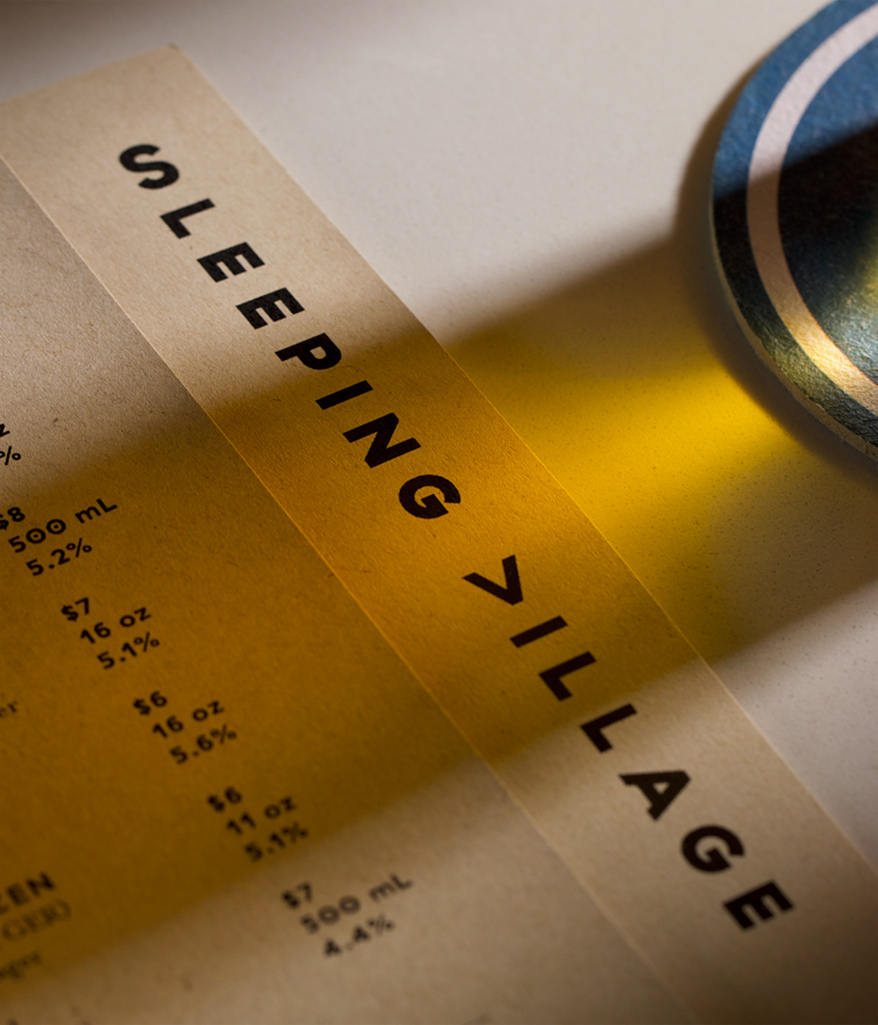 SLEEPING VILLAGE
$8
500 mL
5.2%
$7
16 oz
5.1%
$6
16 oz
5.6%
$6
11 oz
5.1%
$7
500 mL
4.4%